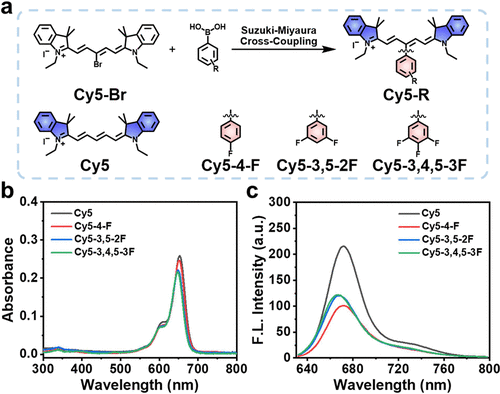 a
HO OH
B
Suzuki-Miyaura
Cross-Coupling
I⁻ N⁺ Br N
+
R
I⁻ N⁺ N
R
Cy5-Br
Cy5-R
I⁻ N⁺ N
F
F F
F F F
Cy5
Cy5-4-F
Cy5-3,5-2F
Cy5-3,4,5-3F
b
Absorbance
0.3
0.2
0.1
0.0
Cy5
Cy5-4-F
Cy5-3,5-2F
Cy5-3,4,5-3F
300 400 500 600 700 800
Wavelength (nm)
c
F.L. Intensity (a.u.)
300
250
200
150
100
50
0
Cy5
Cy5-4-F
Cy5-3,5-2F
Cy5-3,4,5-3F
640 680 720 760 800
Wavelength (nm)